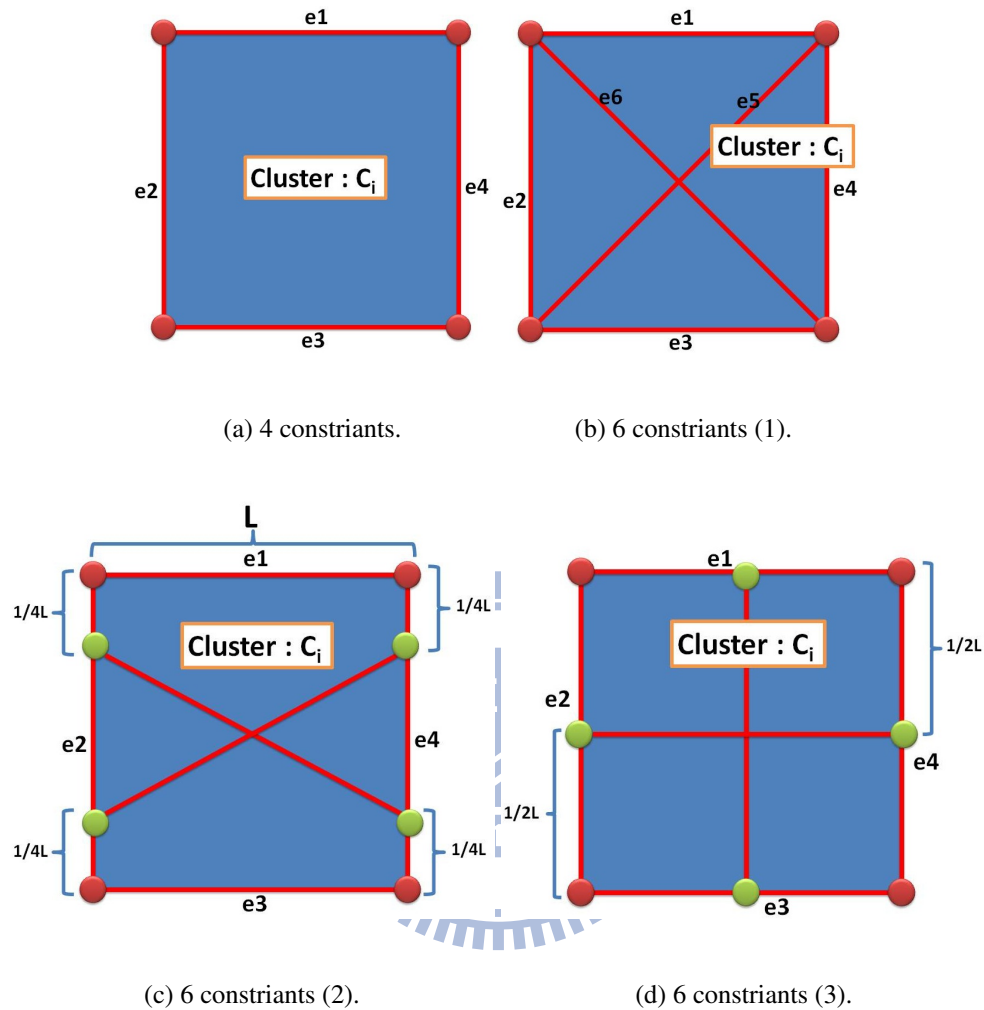 e1
e2
Cluster : Ci
e4
e3
(a) 4 constriants.
e1
e6
e5
Cluster : Ci
e2
e4
e3
(b) 6 constriants (1).
L
e1
1/4L
1/4L
Cluster : Ci
e2
e4
1/4L
1/4L
e3
(c) 6 constriants (2).
e1
Cluster : Ci
1/2L
e2
e4
1/2L
e3
(d) 6 constriants (3).